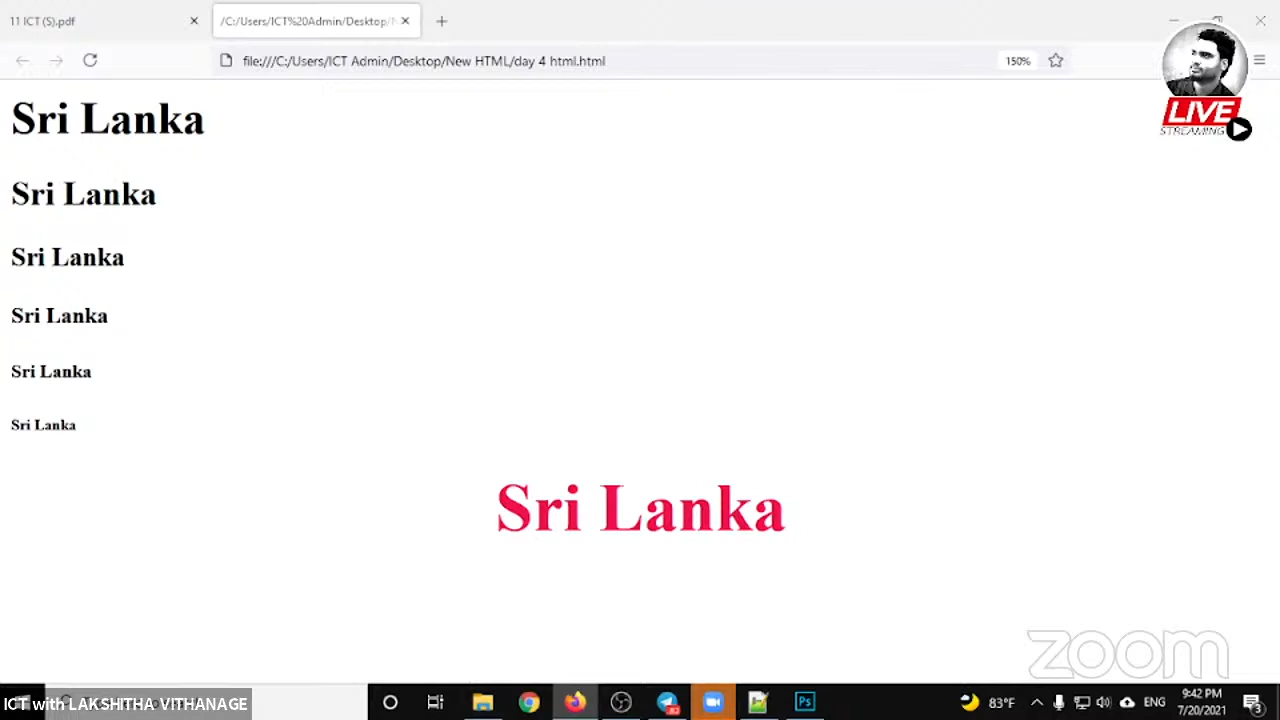 11 ICT (S).pdf
/C:/Users/ICT%20Admin/Desktop/N
file:///C:/Users/ICT Admin/Desktop/New HTML/day 4 html.html
150%
LIVE
STREAMING
Sri Lanka
Sri Lanka
Sri Lanka
Sri Lanka
Sri Lanka
Sri Lanka
Sri Lanka
zoom
ICT with LAKSHITHA VITHANAGE
Ps
83°F
ENG
9:42 PM
7/20/2021
3